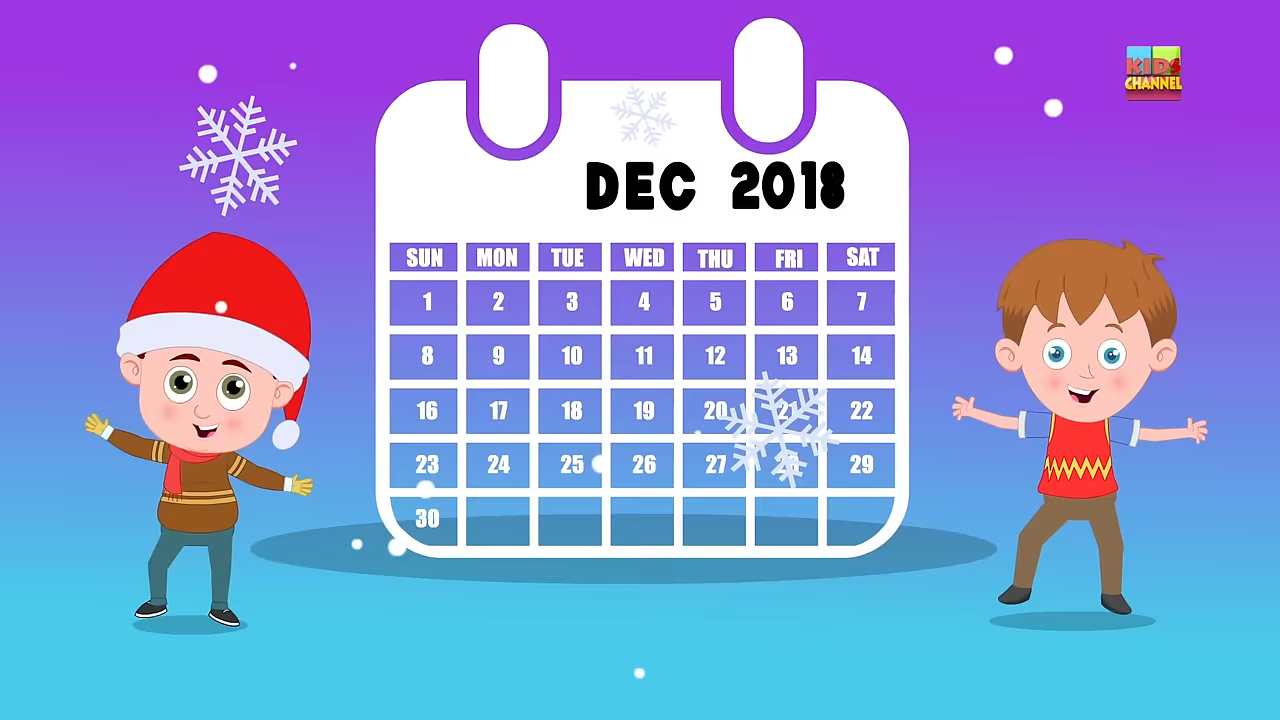 KIDS
CHANNEL
DEC 2018
SUN MON TUE WED THU FRI SAT
1 2 3 4 5 6 7
8 9 10 11 12 13 14
16 17 18 19 20 21 22
23 24 25 26 27 28 29
30